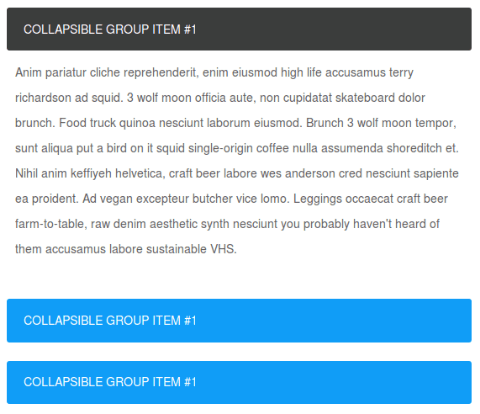 COLLAPSIBLE GROUP ITEM #1
Anim pariatur cliche reprehenderit, enim eiusmod high life accusamus terry
richardson ad squid. 3 wolf moon officia aute, non cupidatat skateboard dolor
brunch. Food truck quinoa nesciunt laborum eiusmod. Brunch 3 wolf moon tempor,
sunt aliqua put a bird on it squid single-origin coffee nulla assumenda shoreditch et.
Nihil anim keffiyeh helvetica, craft beer labore wes anderson cred nesciunt sapiente
ea proident. Ad vegan excepteur butcher vice lomo. Leggings occaecat craft beer
farm-to-table, raw denim aesthetic synth nesciunt you probably haven't heard of
them accusamus labore sustainable VHS.
COLLAPSIBLE GROUP ITEM #1
COLLAPSIBLE GROUP ITEM #1